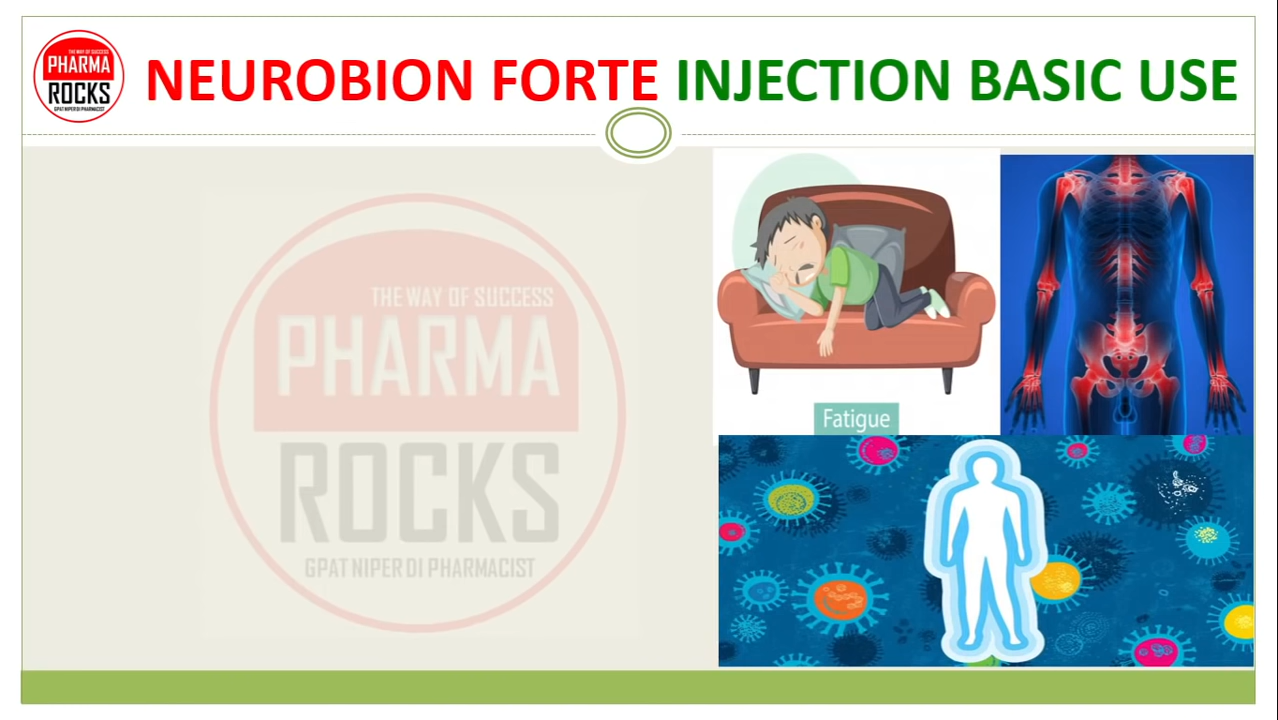 THE WAY OF SUCCESS
PHARMA
ROCKS
GPAT NIPER DI PHARMACIST
NEUROBION FORTE INJECTION BASIC USE
THE WAY OF SUCCESS
PHARMA
ROCKS
GPAT NIPER DI PHARMACIST
Fatigue